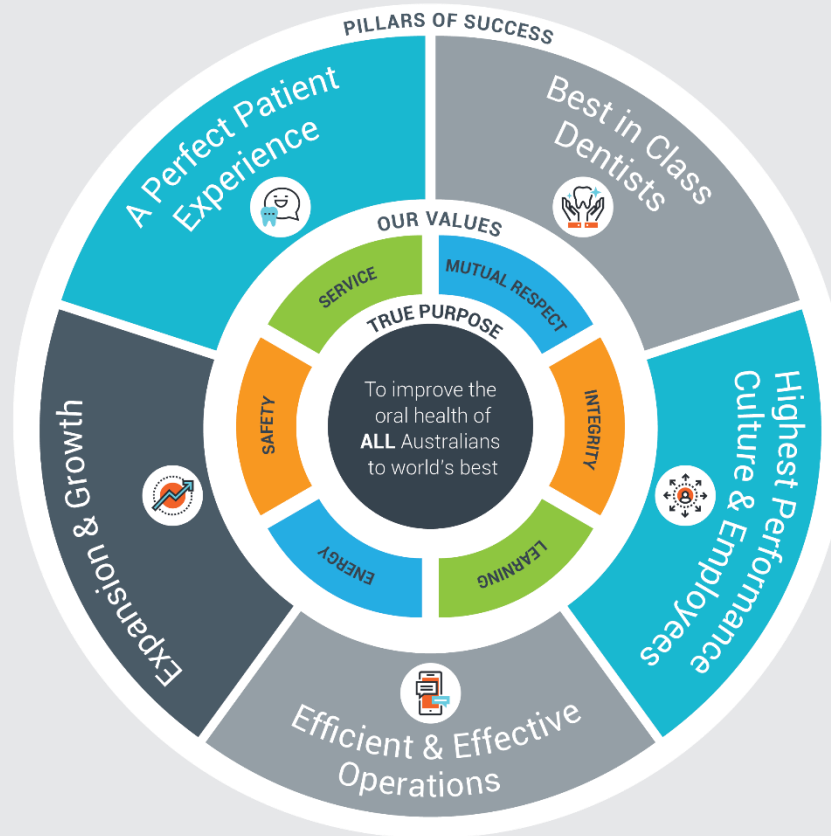 PILLARS OF SUCCESS
A Perfect Patient
Experience
Best in Class
Dentists
Highest Performance
Culture & Employees
Efficient & Effective
Operations
Expansion & Growth
OUR VALUES
SERVICE
MUTUAL RESPECT
INTEGRITY
LEARNING
ENERGY
SAFETY
TRUE PURPOSE
To improve the
oral health of
ALL Australians
to world's best